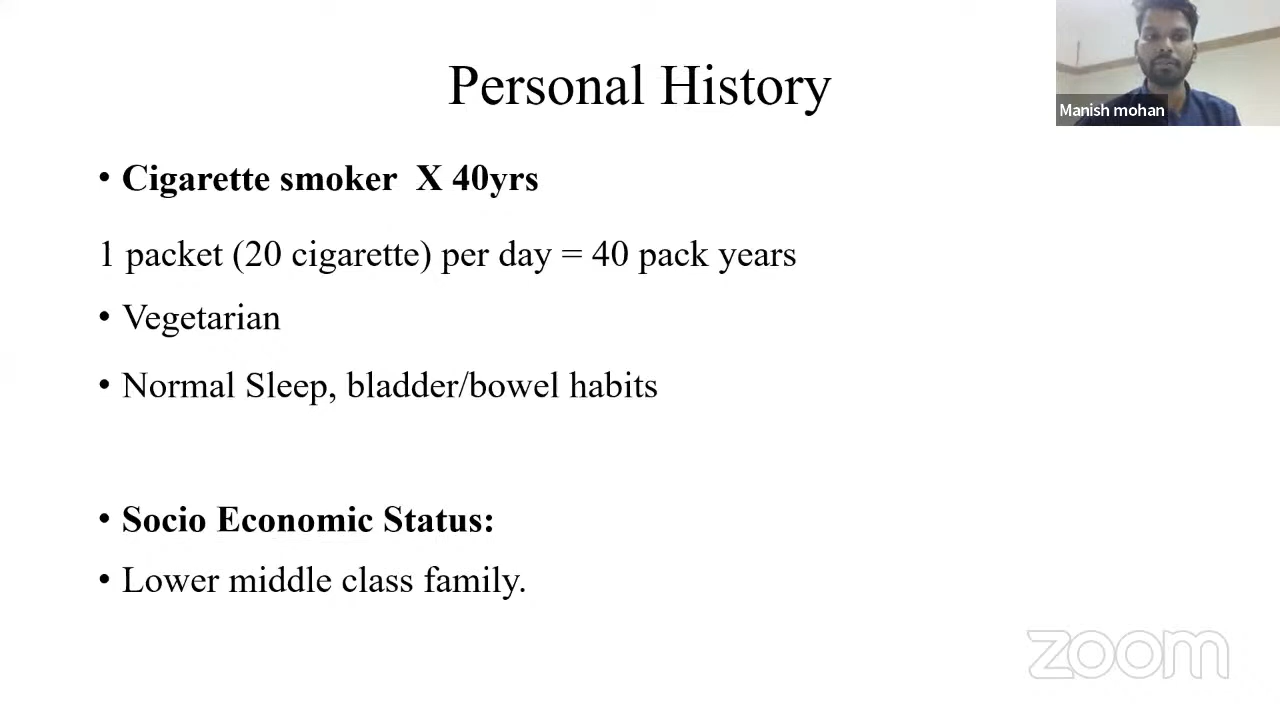 Personal History
Manish mohan
• Cigarette smoker X 40yrs
1 packet (20 cigarette) per day = 40 pack years
• Vegetarian
• Normal Sleep, bladder/bowel habits
• Socio Economic Status:
• Lower middle class family.
zoom